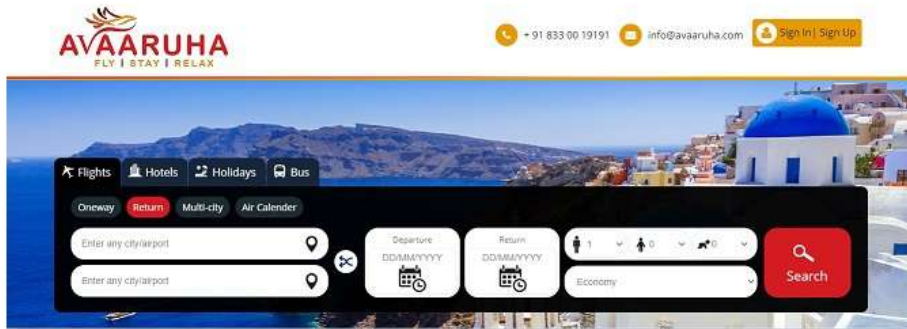 AVAARUHA
FLY | STAY | RELAX
+ 91 833 00 19191
info@avaaruha.com
Sign In| Sign Up
Flights Hotels Holidays Bus
Oneway Return Multi-city Air Calender
Enter any city/airport
Enter any city/airport
Departure
DD/MM/YYYY
Return
DD/MM/YYYY
1 0 0
Economy
Search